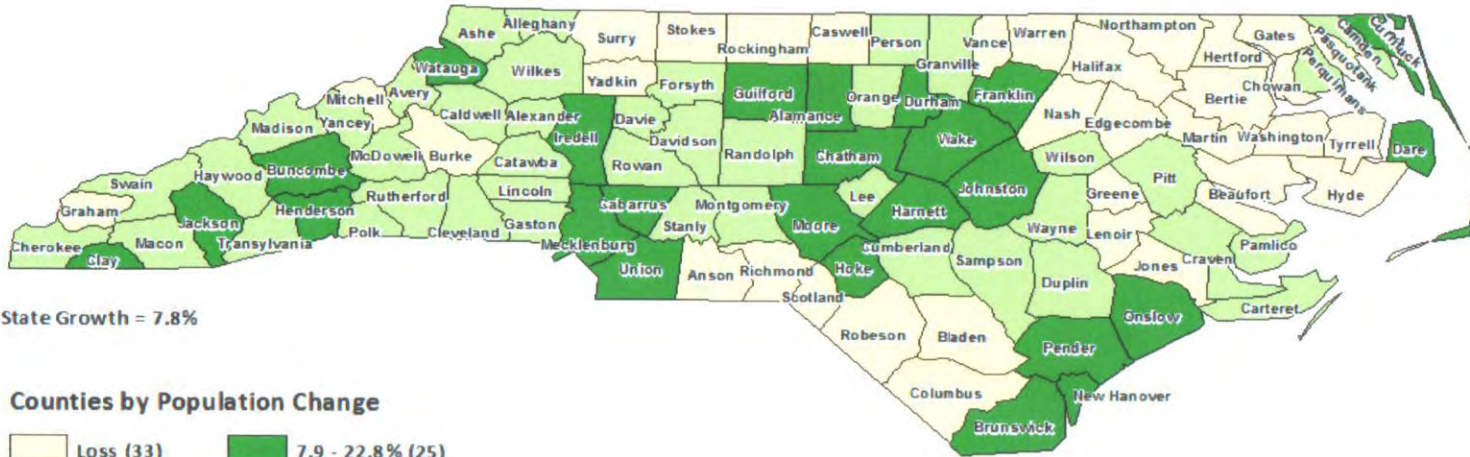 Alleghany Northampton
Ashe Surry Stokes Rockingham Caswell Person Vance Warren Gates Camden Currituck
Granville Hertford Pasquotank
Watauga Wilkes Halifax Perquimans
Yadkin Forsyth Guilford Orange Durham Franklin Bertie Chowan
Mitchell Avery Alamance Nash Edgecombe
Yancey Caldwell Alexander Davie
Madison Iredell Davidson Martin Washington Tyrrell Dare
McDowell Burke Randolph Chatham Wake Wilson
Haywood Buncombe Catawba Rowan
Swain Lincoln Lee Johnston Greene Pitt Beaufort Hyde
Graham Jackson Henderson Rutherford Cabarrus Montgomery Moore Harnett
Cherokee Macon Transylvania Polk Cleveland Gaston Stanly Wayne Lenoir
Clay Mecklenburg Cumberland Craven Pamlico
Union Anson Richmond Hoke Sampson Duplin Jones
Scotland Carteret
State Growth = 7.8% Onslow
Robeson Bladen Pender
Counties by Population Change
Columbus New Hanover
Brunswick
Loss (33) 7.9 - 22.8% (25)